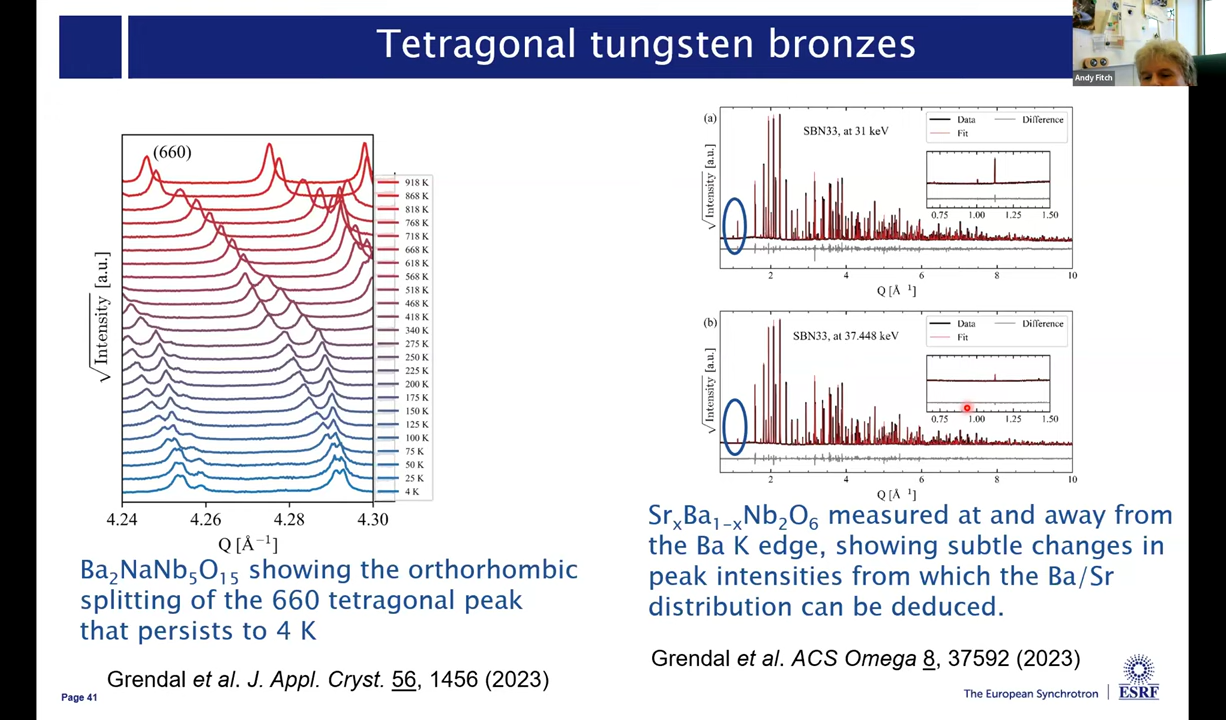 Tetragonal tungsten bronzes
Andy Fitch
(660)
918 K
868 K
818 K
768 K
718 K
668 K
618 K
568 K
518 K
468 K
418 K
340 K
275 K
250 K
225 K
200 K
175 K
150 K
125 K
100 K
75 K
50 K
25 K
4 K
√Intensity [a.u.]
4.24 4.26 4.28 4.30
Q [Å⁻¹]
Ba₂NaNb₅O₁₅ showing the orthorhombic
splitting of the 660 tetragonal peak
that persists to 4 K
Grendal et al. J. Appl. Cryst. 56, 1456 (2023)
Page 41
(a)
SBN33, at 31 keV
Data Difference
Fit
0.75 1.00 1.25 1.50
√Intensity [a.u.]
2 4 6 8 10
Q [Å⁻¹]
(b)
SBN33, at 37.448 keV
Data Difference
Fit
0.75 1.00 1.25 1.50
√Intensity [a.u.]
2 4 6 8 10
Q [Å⁻¹]
SrₓBa₁₋ₓNb₂O₆ measured at and away from
the Ba K edge, showing subtle changes in
peak intensities from which the Ba/Sr
distribution can be deduced.
Grendal et al. ACS Omega 8, 37592 (2023)
The European Synchrotron
ESRF